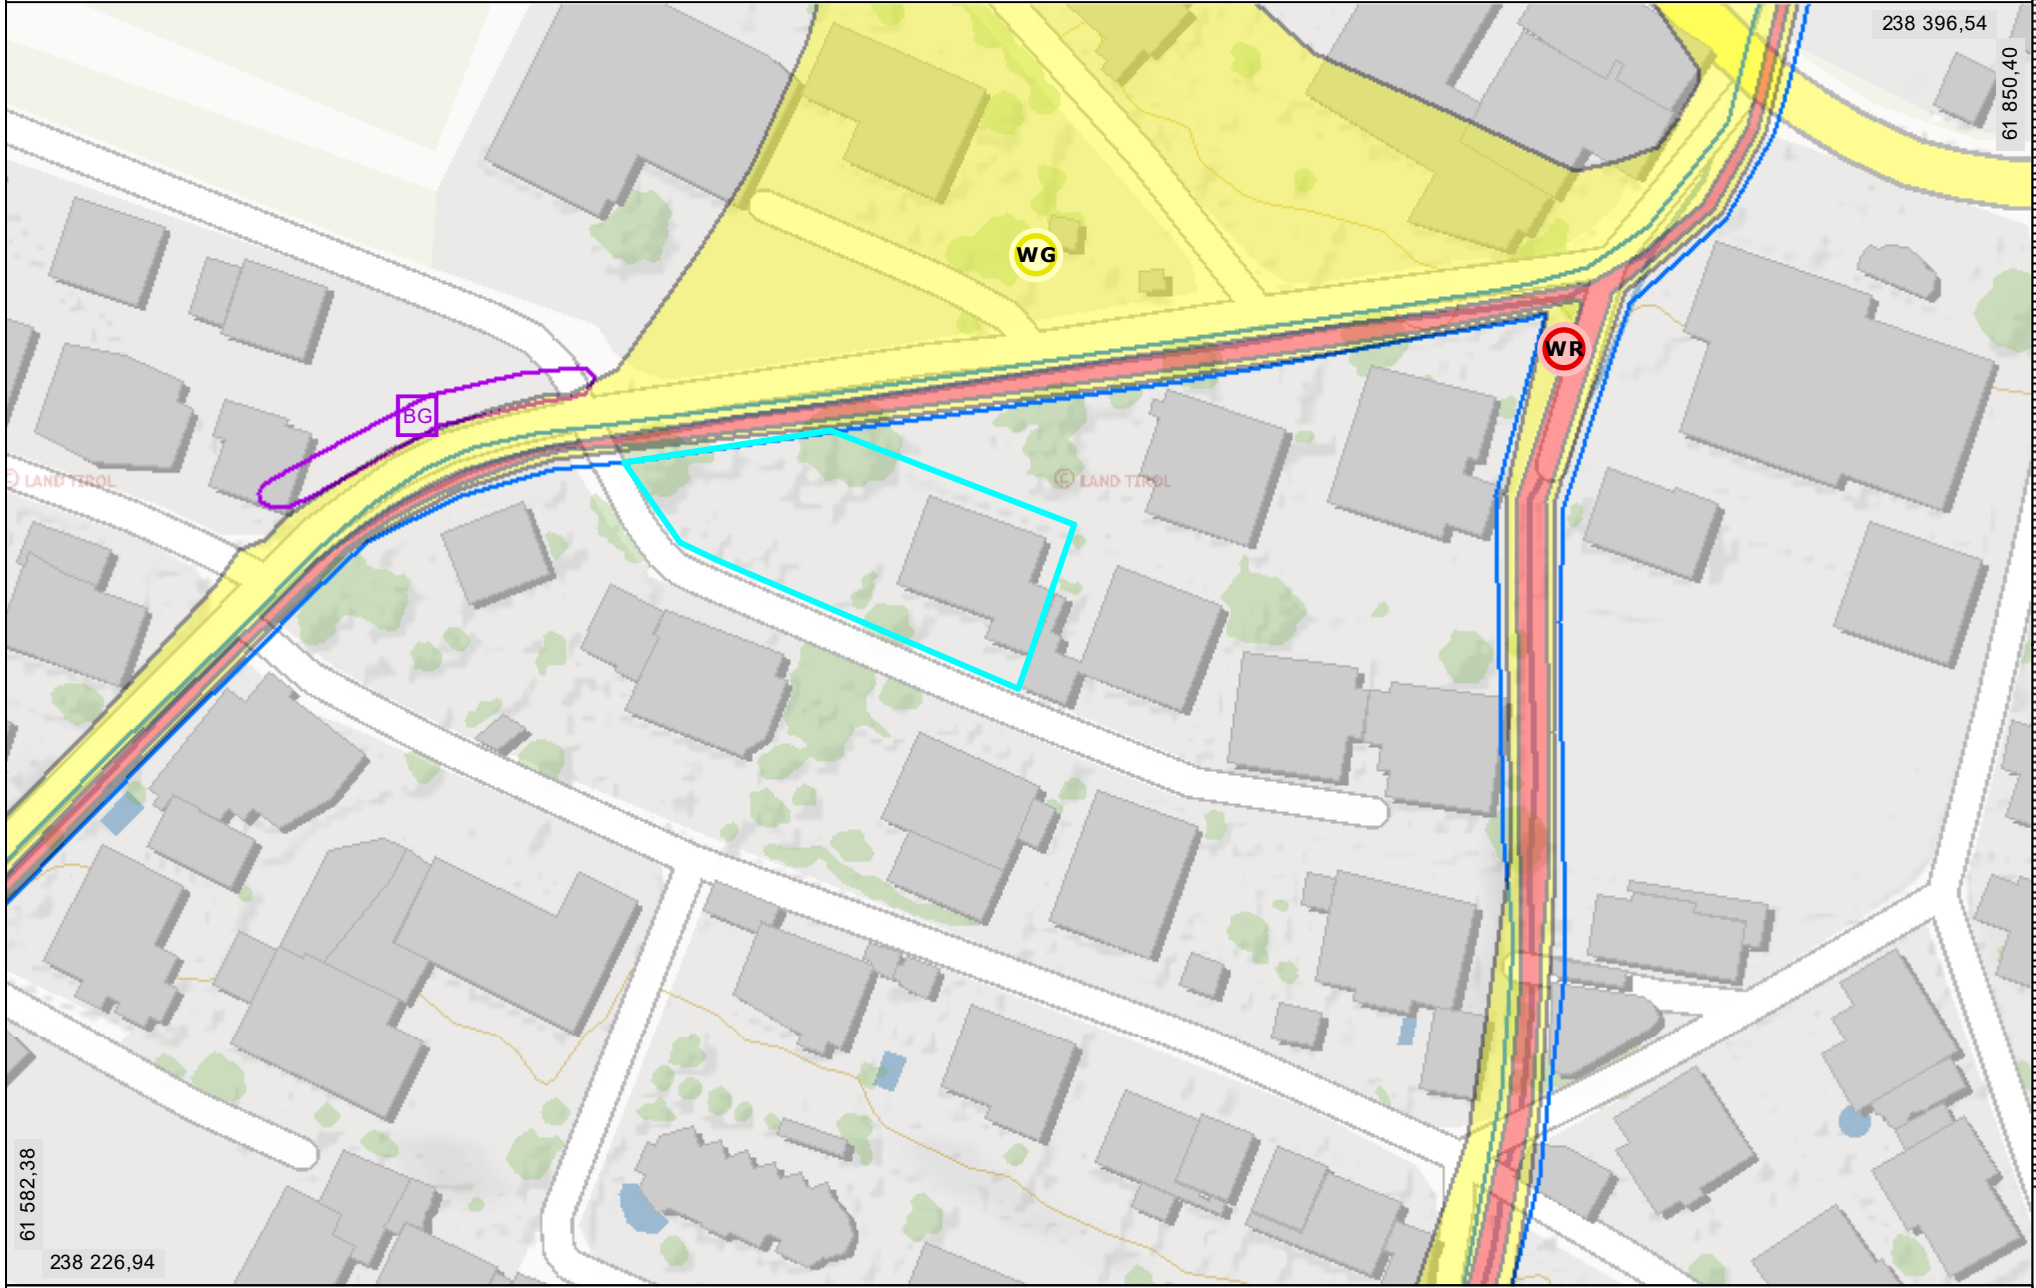 238 396,54
61 850,40
WG
WR
BG
© LAND TIROL
© LAND TIROL
61 582,38
238 226,94